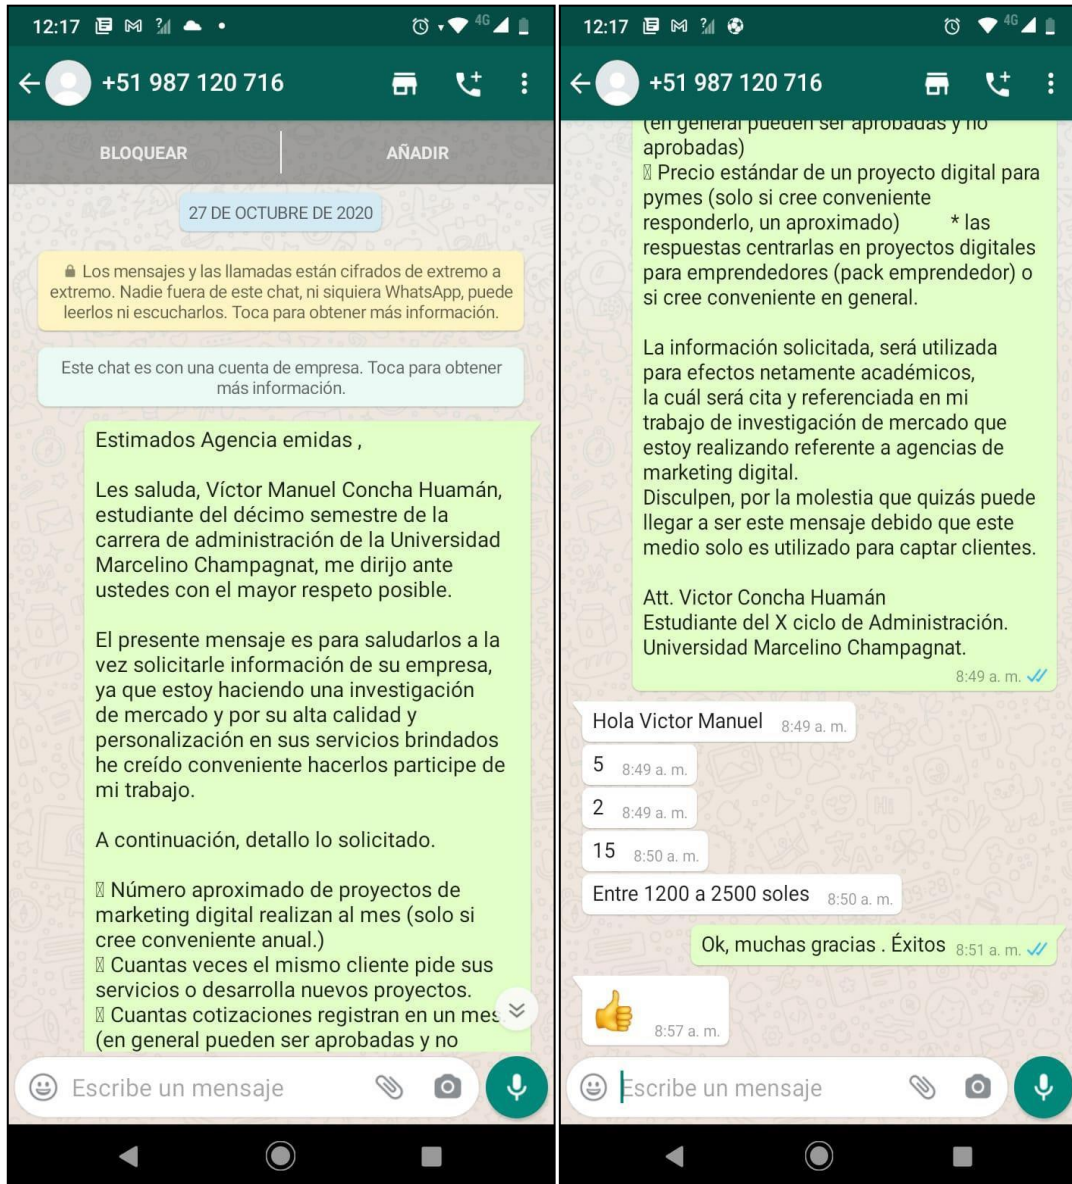 12:17
4G
+51 987 120 716
BLOQUEAR
AÑADIR
27 DE OCTUBRE DE 2020
Los mensajes y las llamadas están cifrados de extremo a
extremo. Nadie fuera de este chat, ni siquiera WhatsApp, puede
leerlos ni escucharlos. Toca para obtener más información.
Este chat es con una cuenta de empresa. Toca para obtener
más información.
Estimados Agencia emidas ,
Les saluda, Víctor Manuel Concha Huamán,
estudiante del décimo semestre de la
carrera de administración de la Universidad
Marcelino Champagnat, me dirijo ante
ustedes con el mayor respeto posible.
El presente mensaje es para saludarlos a la
vez solicitarle información de su empresa,
ya que estoy haciendo una investigación
de mercado y por su alta calidad y
personalización en sus servicios brindados
he creído conveniente hacerlos participe de
mi trabajo.
A continuación, detallo lo solicitado.
Número aproximado de proyectos de
marketing digital realizan al mes (solo si
cree conveniente anual.)
Cuantas veces el mismo cliente pide sus
servicios o desarrolla nuevos proyectos.
Cuantas cotizaciones registran en un mes
(en general pueden ser aprobadas y no
Escribe un mensaje
12:17
4G
+51 987 120 716
(en general pueden ser aprobadas y no
aprobadas)
Precio estándar de un proyecto digital para
pymes (solo si cree conveniente
responderlo, un aproximado) * las
respuestas centrarlas en proyectos digitales
para emprendedores (pack emprendedor) o
si cree conveniente en general.
La información solicitada, será utilizada
para efectos netamente académicos,
la cuál será cita y referenciada en mi
trabajo de investigación de mercado que
estoy realizando referente a agencias de
marketing digital.
Disculpen, por la molestia que quizás puede
llegar a ser este mensaje debido que este
medio solo es utilizado para captar clientes.
Att. Victor Concha Huamán
Estudiante del X ciclo de Administración.
Universidad Marcelino Champagnat.
8:49 a. m.
Hola Victor Manuel 8:49 a. m.
5 8:49 a. m.
2 8:49 a. m.
15 8:50 a. m.
Entre 1200 a 2500 soles 8:50 a. m.
Ok, muchas gracias . Éxitos 8:51 a. m.
8:57 a. m.
Escribe un mensaje